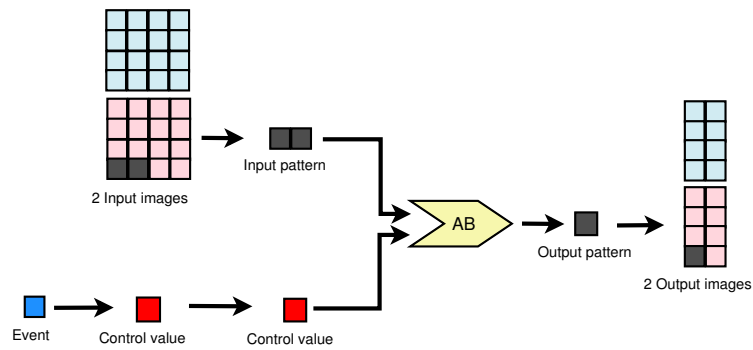 2 Input images
Input pattern
AB
Output pattern
2 Output images
Event
Control value
Control value